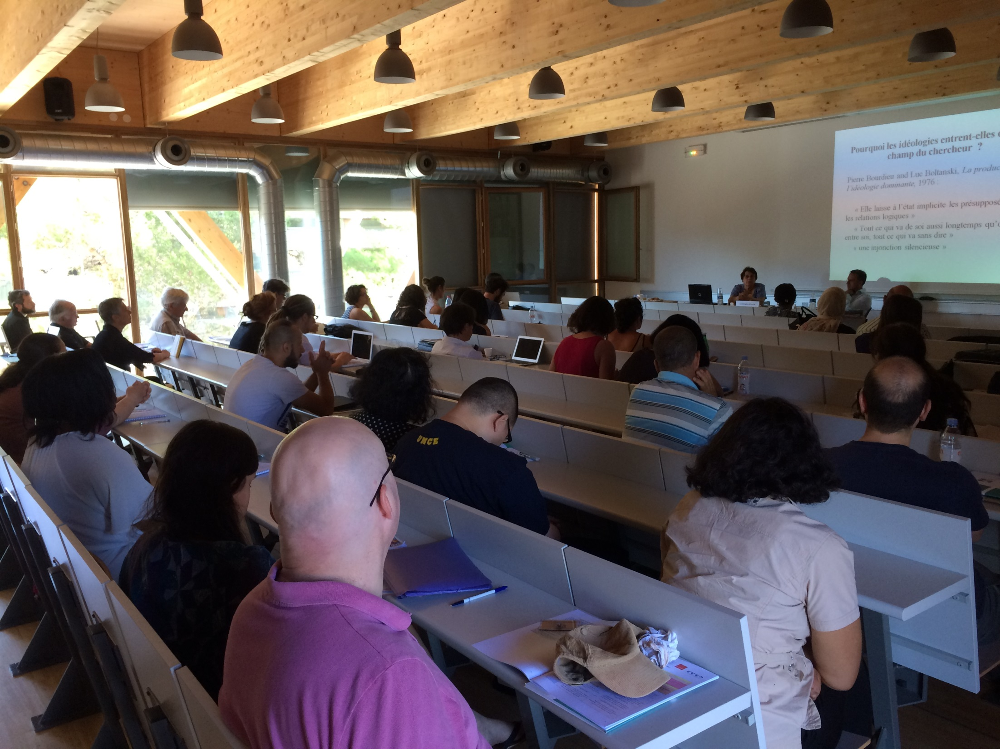 Pourquoi les idéologies entrent-elles
champ du chercheur ?
Pierre Bourdieu and Luc Boltanski, La produc
l'idéologie dominante, 1976 :
« Elle laisse à l'état implicite les présuppose
les relations logiques »
« Tout ce qui va de soi aussi longtemps qu'
entre soi, tout ce qui va sans dire »
« une injonction silencieuse »
UMCE